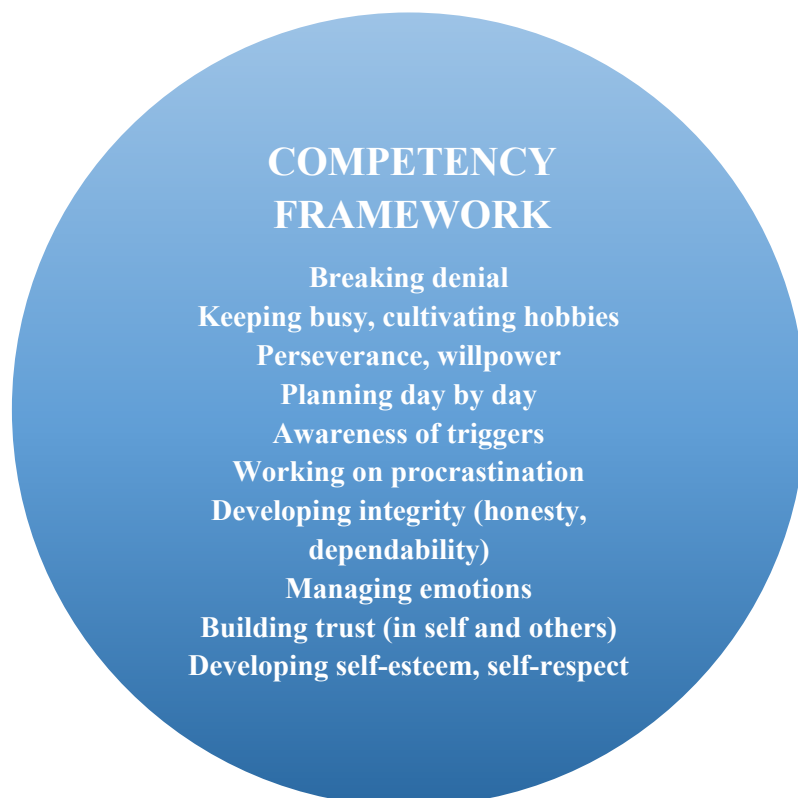 COMPETENCY
FRAMEWORK
Breaking denial
Keeping busy, cultivating hobbies
Perseverance, willpower
Planning day by day
Awareness of triggers
Working on procrastination
Developing integrity (honesty,
dependability)
Managing emotions
Building trust (in self and others)
Developing self-esteem, self-respect